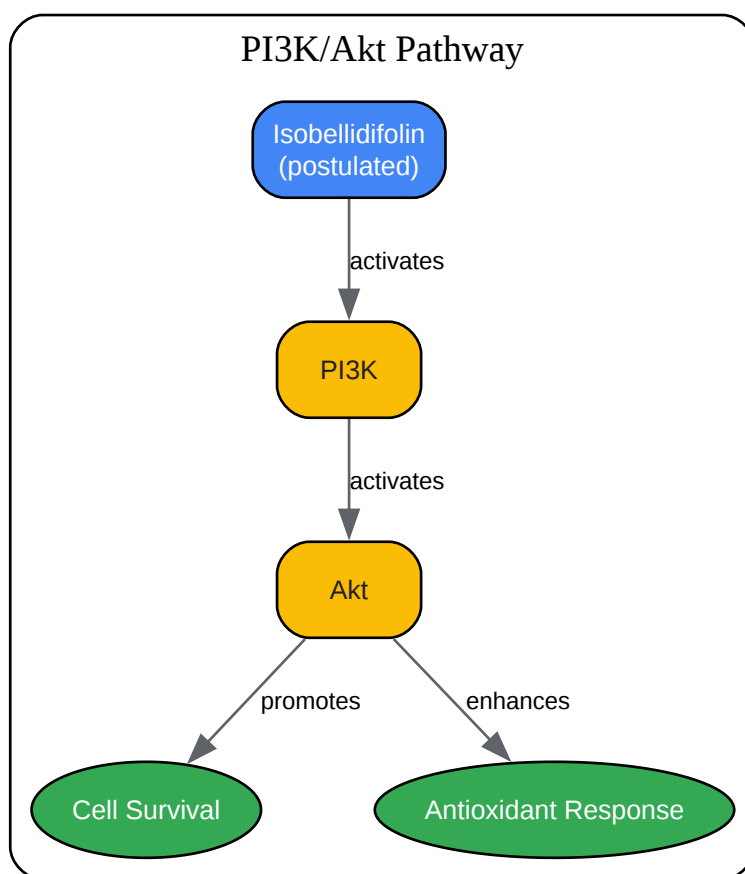 PI3K/Akt Pathway
Isobellidifolin
(postulated)
activates
PI3K
activates
Akt
promotes
enhances
Cell Survival
Antioxidant Response